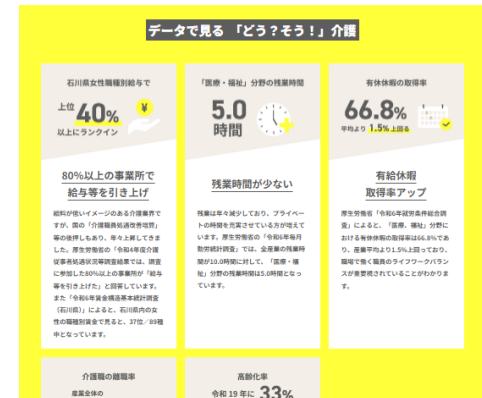 データで見る 「どう？そう！」介護
石川県女性職種別給与で
上位 40%
以上にランクイン
¥
80%以上の事業所で
給与等を引き上げ
給料が低いイメージのある介護業界で
すが、国の「介護職員処遇改善増算」
等の後押しもあり、年々上昇してきま
した。厚生労働省の「令和4年度介護
従事者処遇状況等調査結果では、調査
に参加した80%以上の事業所が「給与
等を引き上げた」と回答しています。
また「令和6年賃金構造基本統計調査
（石川県）」によると、石川県内の女
性の職種別賃金で見ると、37位／89種
中となっています。
「医療・福祉」分野の残業時間
5.0
時間
残業時間が少ない
残業は年々減少しており、プライベー
トの時間を充実させている方が増えて
います。厚生労働省の「令和6年毎月
勤労統計調査」では、全産業の残業時
間が10.0時間に対して、「医療・福
祉」分野の残業時間は5.0時間となっ
ています。
有休休暇の取得率
66.8%
平均より 1.5%上回る
有給休暇
取得率アップ
厚生労働省「令和6年就労条件総合調
査」によると、「医療、福祉」分野に
おける有休休暇の取得率は66.8%であ
り、産業平均より1.5%上回っており、
職場で働く職員のライフワークバラン
スが重要視されていることがわかりま
す。
介護職の離職率
産業全体の
高齢化率
令和 19 年に 33%